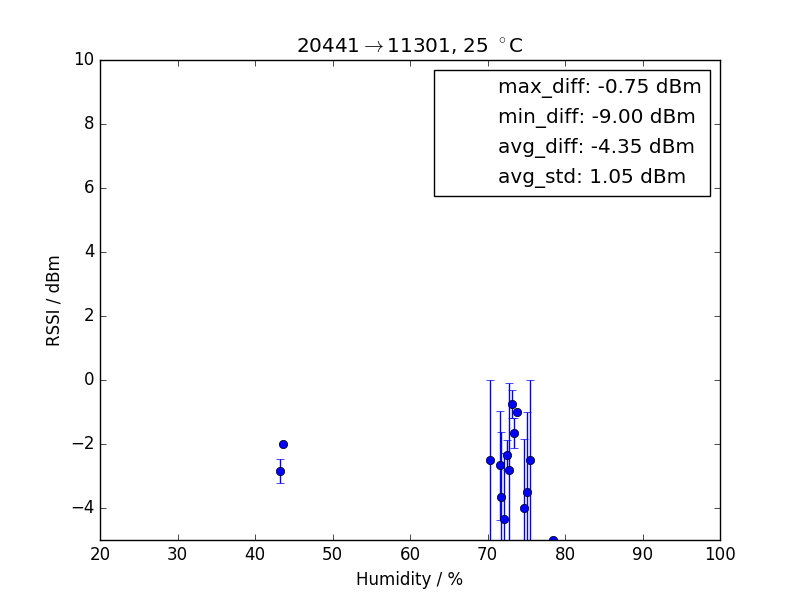 20441→11301, 25 °C
max_diff: -0.75 dBm
min_diff: -9.00 dBm
avg_diff: -4.35 dBm
avg_std: 1.05 dBm
RSSI / dBm
10
8
6
4
2
0
−2
−4
20 30 40 50 60 70 80 90 100
Humidity / %